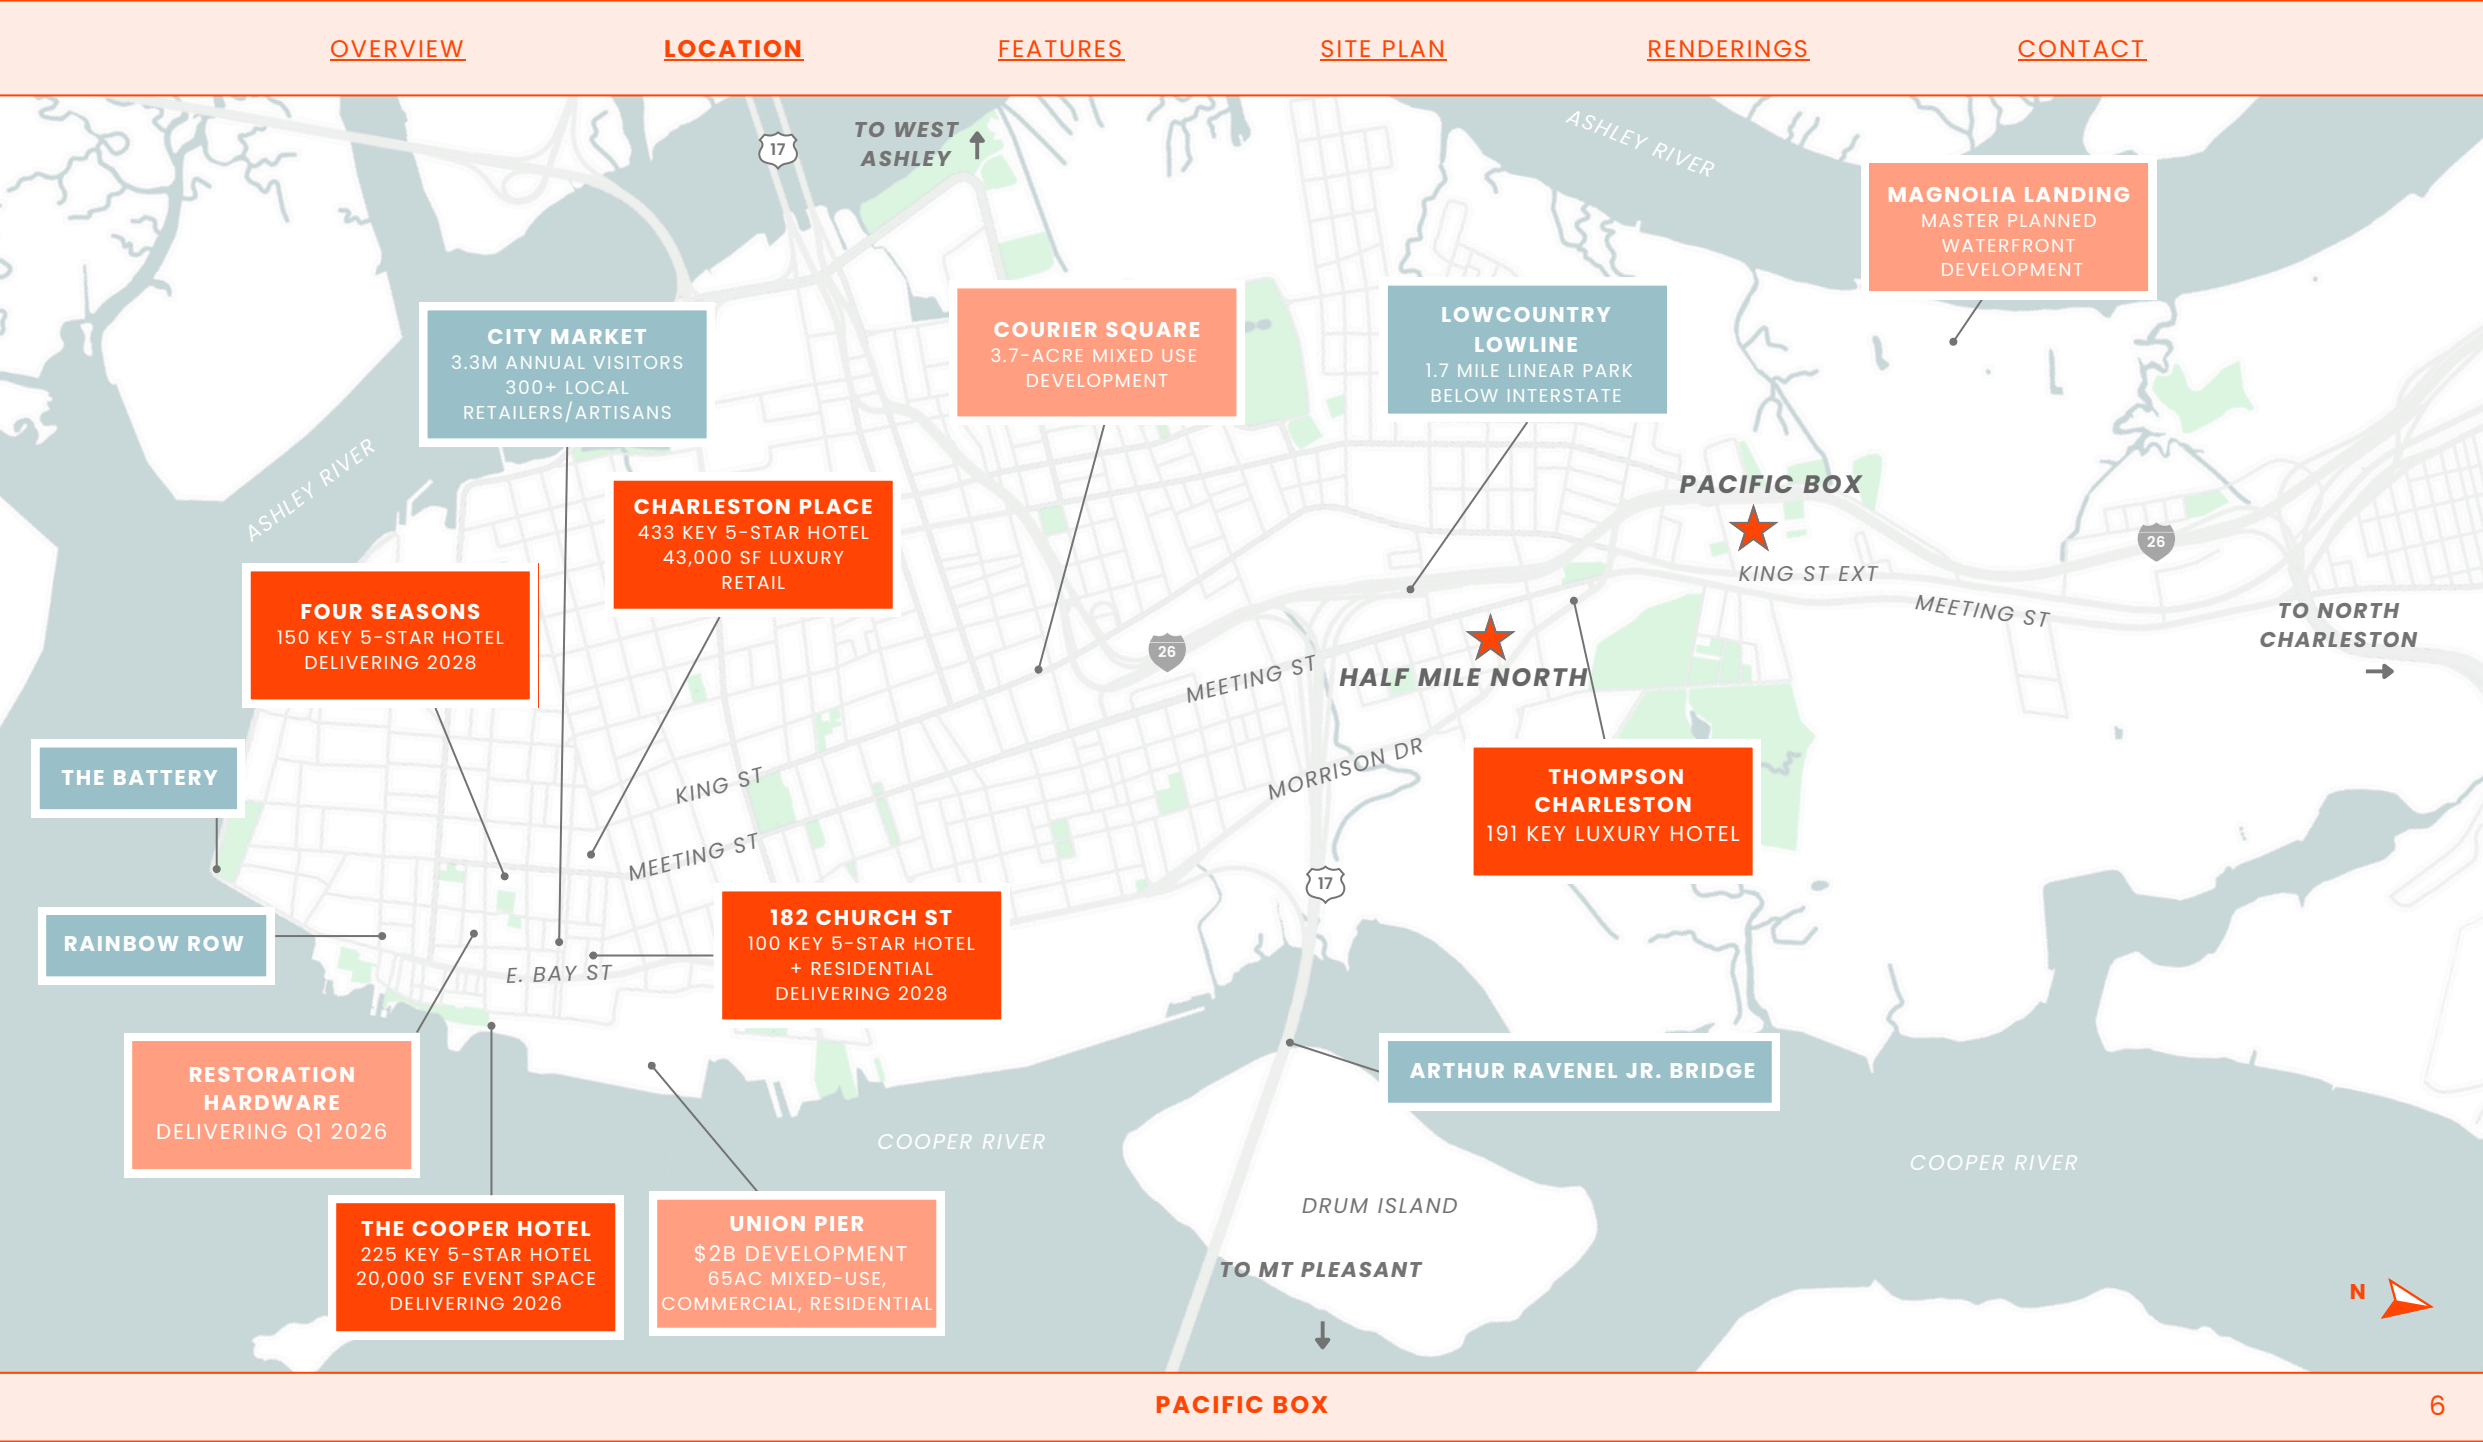 OVERVIEW
LOCATION
FEATURES
SITE PLAN
RENDERINGS
CONTACT
17
TO WEST
ASHLEY
ASHLEY RIVER
MAGNOLIA LANDING
MASTER PLANNED
WATERFRONT
DEVELOPMENT
CITY MARKET
3.3M ANNUAL VISITORS
300+ LOCAL
RETAILERS/ARTISANS
COURIER SQUARE
3.7-ACRE MIXED USE
DEVELOPMENT
LOWCOUNTRY
LOWLINE
1.7 MILE LINEAR PARK
BELOW INTERSTATE
ASHLEY RIVER
CHARLESTON PLACE
433 KEY 5-STAR HOTEL
43,000 SF LUXURY
RETAIL
PACIFIC BOX
26
KING ST EXT
MEETING ST
TO NORTH
CHARLESTON
FOUR SEASONS
150 KEY 5-STAR HOTEL
DELIVERING 2028
26
MEETING ST
HALF MILE NORTH
MORRISON DR
THE BATTERY
KING ST
MEETING ST
THOMPSON
CHARLESTON
191 KEY LUXURY HOTEL
17
RAINBOW ROW
182 CHURCH ST
100 KEY 5-STAR HOTEL
+ RESIDENTIAL
DELIVERING 2028
E. BAY ST
RESTORATION
HARDWARE
DELIVERING Q1 2026
ARTHUR RAVENEL JR. BRIDGE
COOPER RIVER
COOPER RIVER
DRUM ISLAND
THE COOPER HOTEL
225 KEY 5-STAR HOTEL
20,000 SF EVENT SPACE
DELIVERING 2026
UNION PIER
$2B DEVELOPMENT
65AC MIXED-USE,
COMMERCIAL, RESIDENTIAL
TO MT PLEASANT
N
PACIFIC BOX
6